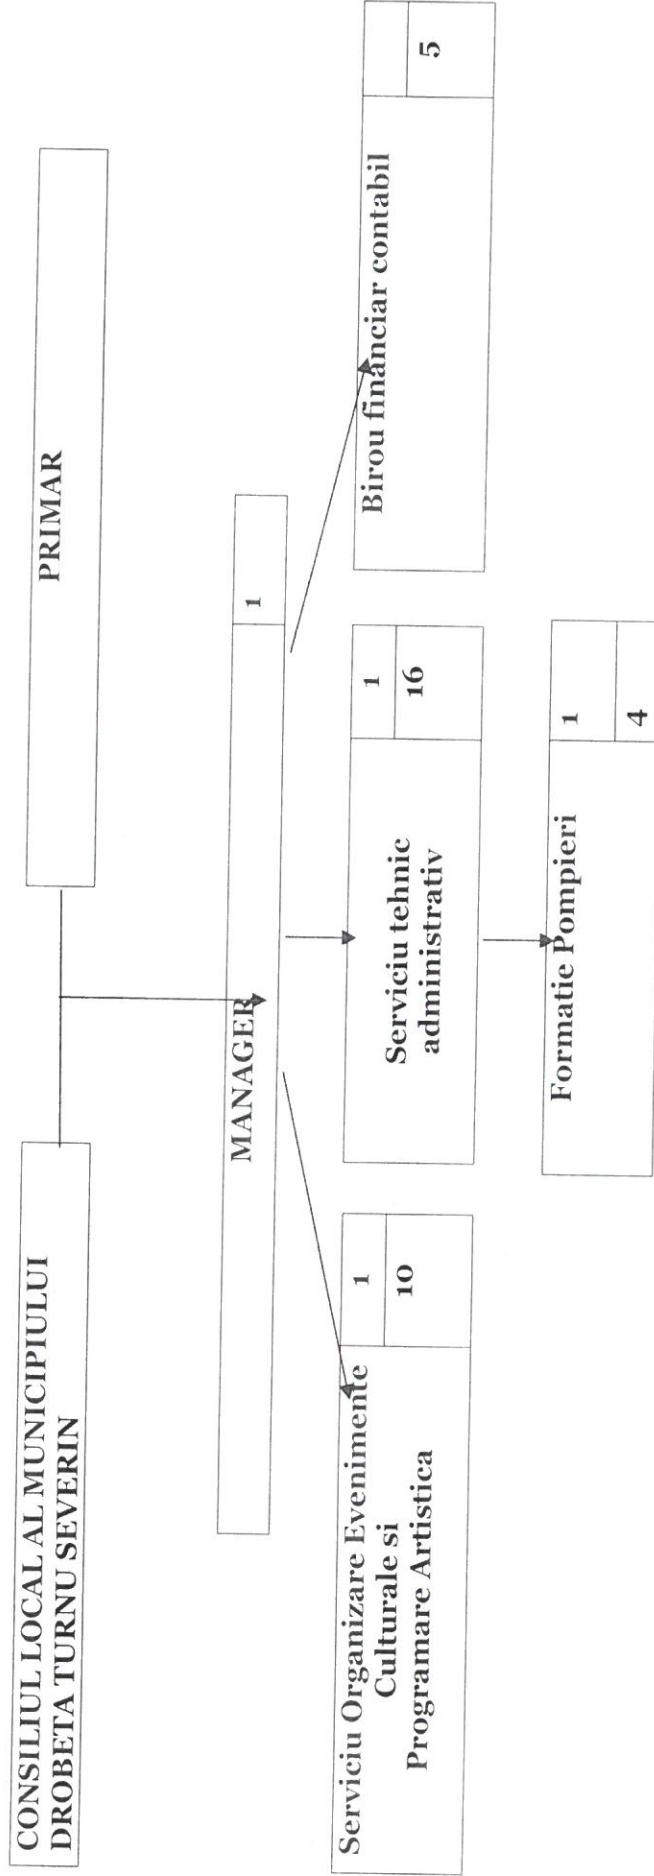 CONSILIUL LOCAL AL MUNICIPIULUI
DROBETA TURNU SEVERIN
PRIMAR
MANAGER
1
Serviciu Organizare Evenimente
Culturale si
Programare Artistica
1
10
Serviciu tehnic
administrativ
1
16
Birou financiar contabil
5
Formatie Pompieri
1
4